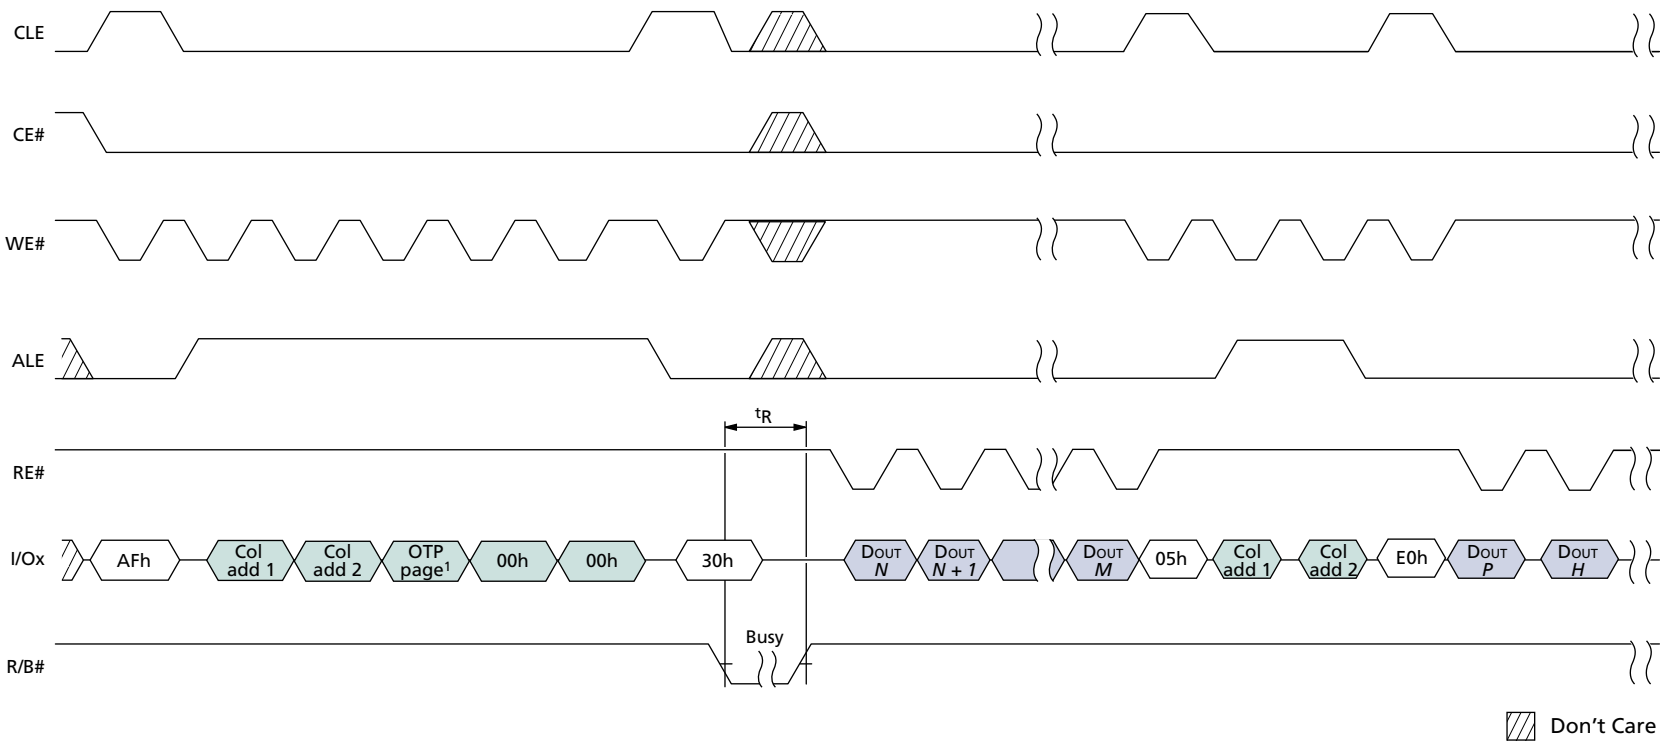 CLE
CE#
WE#
ALE
tR
RE#
I/Ox
AFh
Col
add 1
Col
add 2
OTP
page1
00h
00h
30h
DOUT
N
DOUT
N + 1
DOUT
M
05h
Col
add 1
Col
add 2
E0h
DOUT
P
DOUT
H
Busy
R/B#
Don't Care